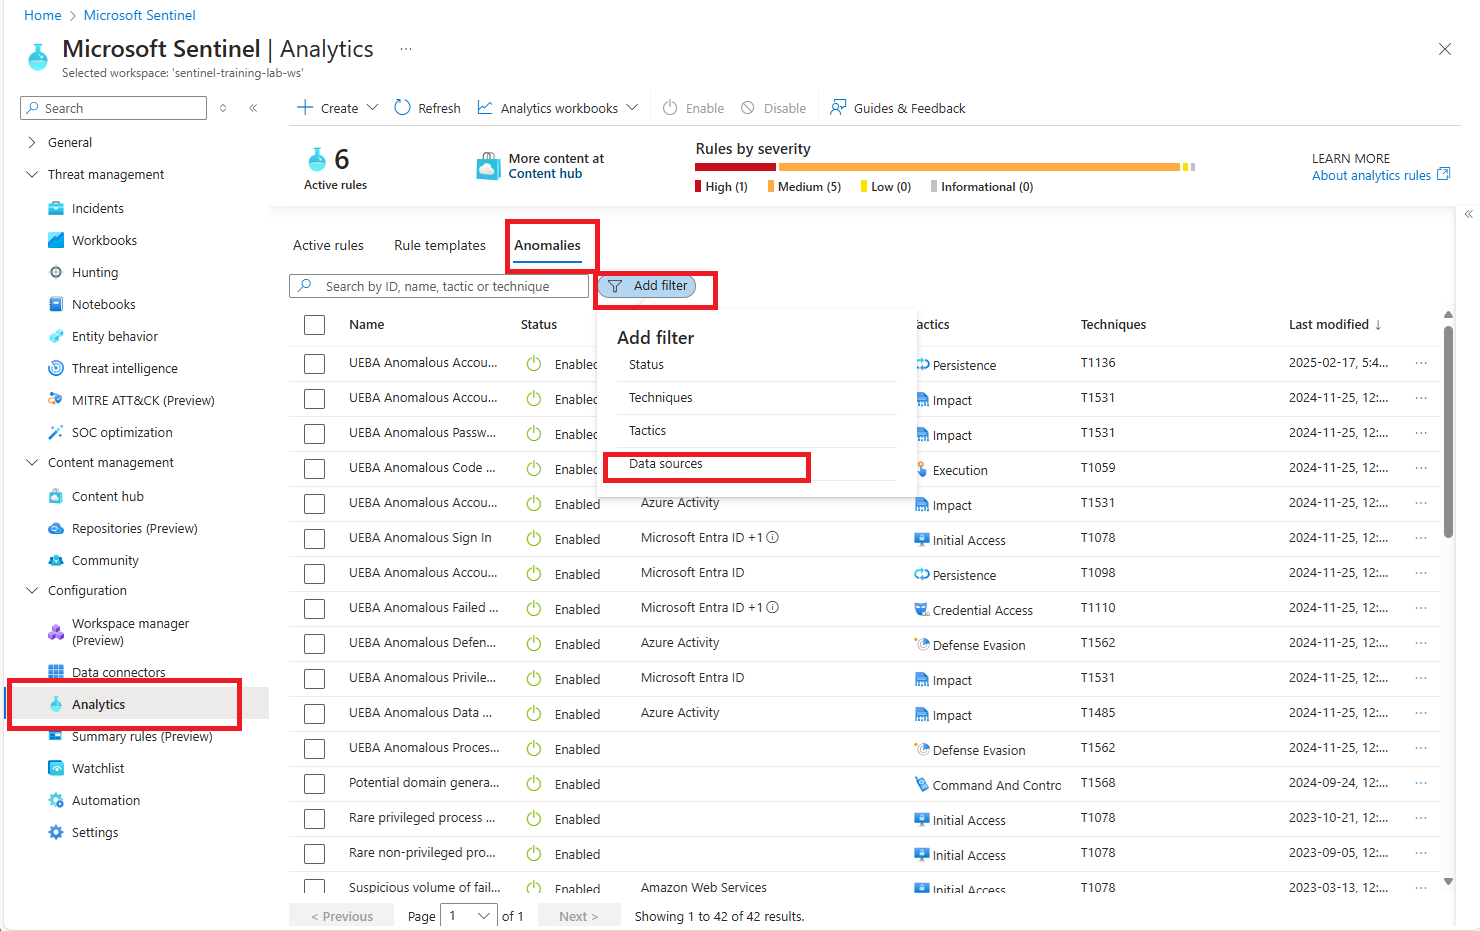 Home > Microsoft Sentinel
Microsoft Sentinel | Analytics ...
Selected workspace: 'sentinel-training-lab-ws'
Search
General
Threat management
Incidents
Workbooks
Hunting
Notebooks
Entity behavior
Threat intelligence
MITRE ATT&CK (Preview)
SOC optimization
Content management
Content hub
Repositories (Preview)
Community
Configuration
Workspace manager
(Preview)
Data connectors
Analytics
Summary rules (Preview)
Watchlist
Automation
Settings
Create Refresh Analytics workbooks Enable Disable Guides & Feedback
6
Active rules
More content at
Content hub
Rules by severity
High (1) Medium (5) Low (0) Informational (0)
LEARN MORE
About analytics rules
Active rules Rule templates Anomalies
Search by ID, name, tactic or technique Add filter
Add filter
Status
Techniques
Tactics
Data sources
Name Status actics Techniques Last modified ↓
UEBA Anomalous Accou... Enabled Persistence T1136 2025-02-17, 5:4... ...
UEBA Anomalous Accou... Enabled Impact T1531 2024-11-25, 12:... ...
UEBA Anomalous Passw... Enabled Impact T1531 2024-11-25, 12:... ...
UEBA Anomalous Code ... Enabled Execution T1059 2024-11-25, 12:... ...
UEBA Anomalous Accou... Enabled Azure Activity Impact T1531 2024-11-25, 12:... ...
UEBA Anomalous Sign In Enabled Microsoft Entra ID +1 Initial Access T1078 2024-11-25, 12:... ...
UEBA Anomalous Accou... Enabled Microsoft Entra ID Persistence T1098 2024-11-25, 12:... ...
UEBA Anomalous Failed ... Enabled Microsoft Entra ID +1 Credential Access T1110 2024-11-25, 12:... ...
UEBA Anomalous Defen... Enabled Azure Activity Defense Evasion T1562 2024-11-25, 12:... ...
UEBA Anomalous Privile... Enabled Microsoft Entra ID Impact T1531 2024-11-25, 12:... ...
UEBA Anomalous Data ... Enabled Azure Activity Impact T1485 2024-11-25, 12:... ...
UEBA Anomalous Proces... Enabled Defense Evasion T1562 2024-11-25, 12:... ...
Potential domain genera... Enabled Command And Contro T1568 2024-09-24, 12:... ...
Rare privileged process ... Enabled Initial Access T1078 2023-10-21, 12:... ...
Rare non-privileged pro... Enabled Initial Access T1078 2023-09-05, 12:... ...
Suspicious volume of fail... Enabled Amazon Web Services Initial Access T1078 2023-03-13, 12:... ...
< Previous Page 1 of 1 Next > Showing 1 to 42 of 42 results.